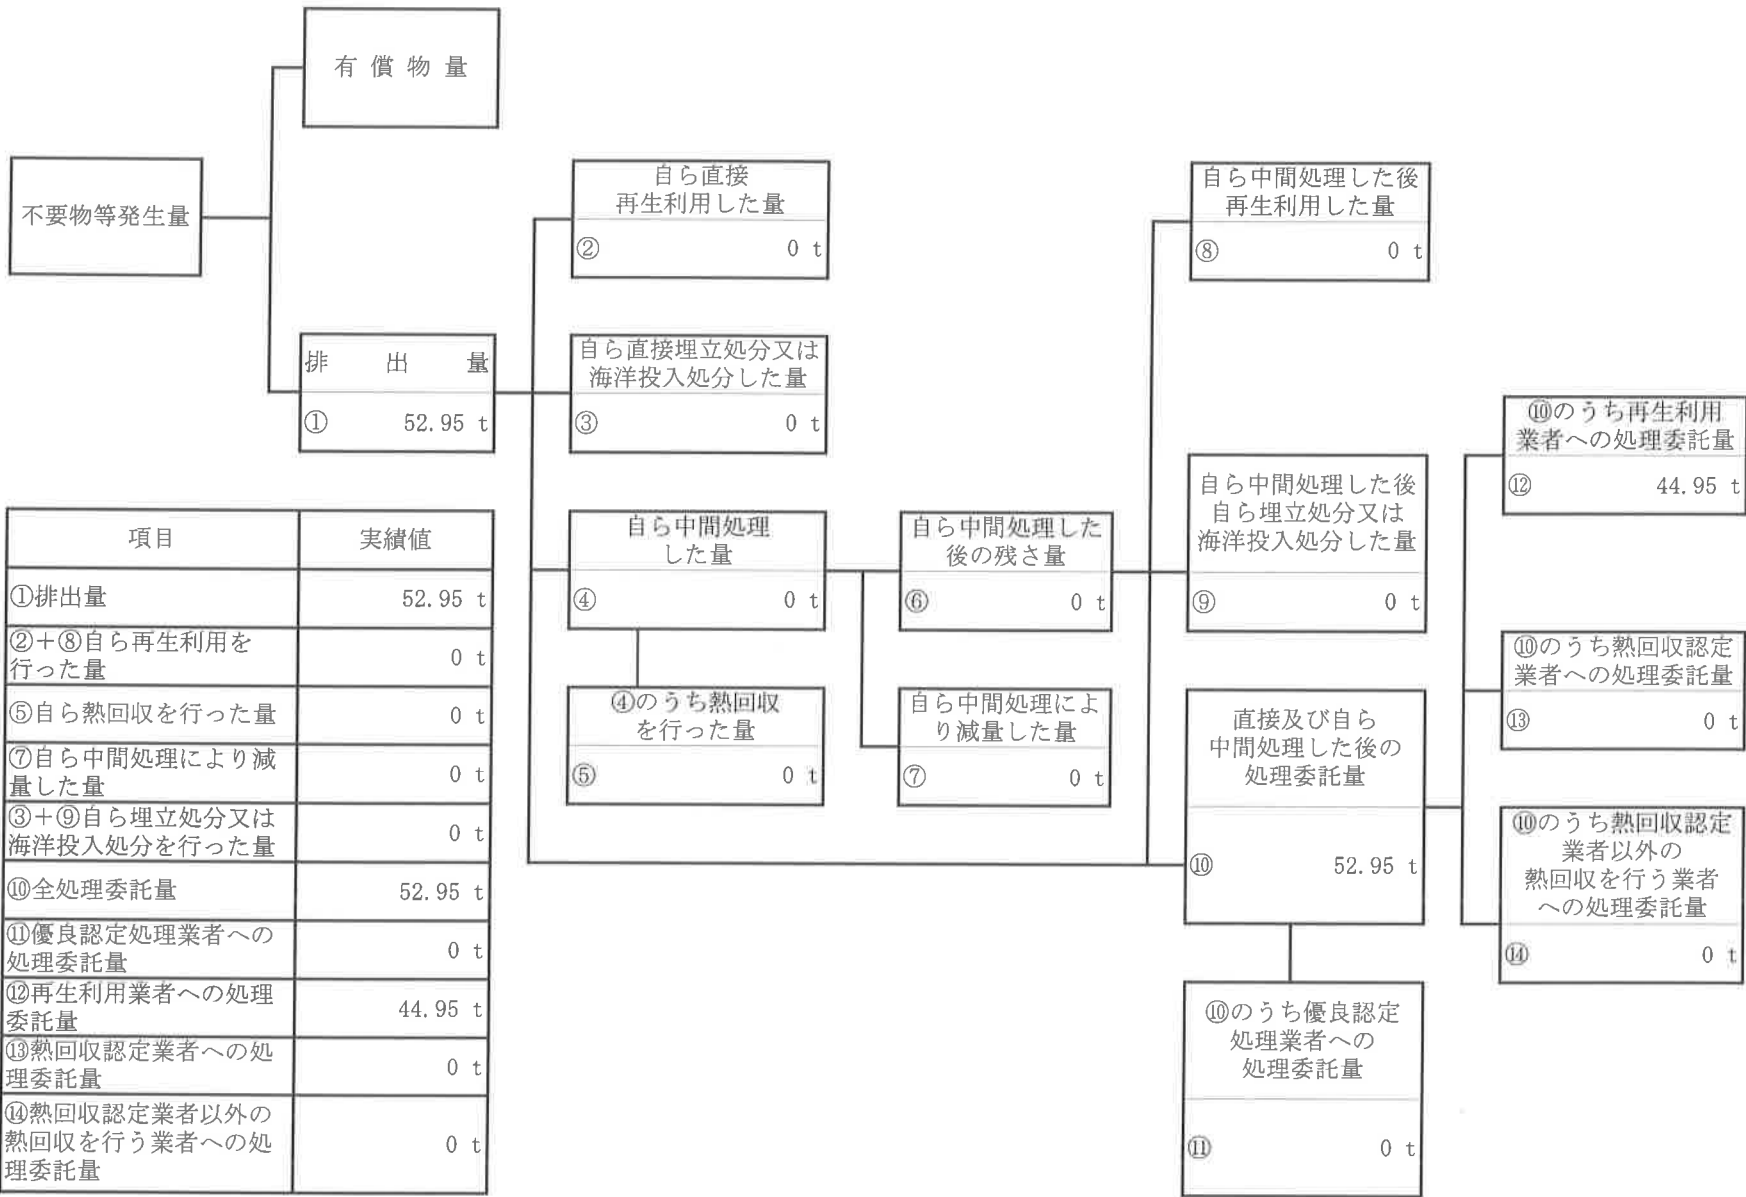 有償物量
不要物等発生量
排出量
① 52.95 t
自ら直接
再生利用した量
② 0 t
自ら直接埋立処分又は
海洋投入処分した量
③ 0 t
自ら中間処理
した量
④ 0 t
④のうち熱回収
を行った量
⑤ 0 t
自ら中間処理した
後の残さ量
⑥ 0 t
自ら中間処理によ
り減量した量
⑦ 0 t
自ら中間処理した後
再生利用した量
⑧ 0 t
自ら中間処理した後
自ら埋立処分又は
海洋投入処分した量
⑨ 0 t
直接及び自ら
中間処理した後の
処理委託量
⑩ 52.95 t
⑩のうち優良認定
処理業者への
処理委託量
⑪ 0 t
⑩のうち再生利用
業者への処理委託量
⑫ 44.95 t
⑩のうち熱回収認定
業者への処理委託量
⑬ 0 t
⑩のうち熱回収認定
業者以外の
熱回収を行う業者
への処理委託量
⑭ 0 t
項目 実績値
①排出量 52.95 t
②+⑧自ら再生利用を
行った量 0 t
⑤自ら熱回収を行った量 0 t
⑦自ら中間処理により減
量した量 0 t
③+⑨自ら埋立処分又は
海洋投入処分を行った量 0 t
⑩全処理委託量 52.95 t
⑪優良認定処理業者への
処理委託量 0 t
⑫再生利用業者への処理
委託量 44.95 t
⑬熱回収認定業者への処
理委託量 0 t
⑭熱回収認定業者以外の
熱回収を行う業者への処
理委託量 0 t